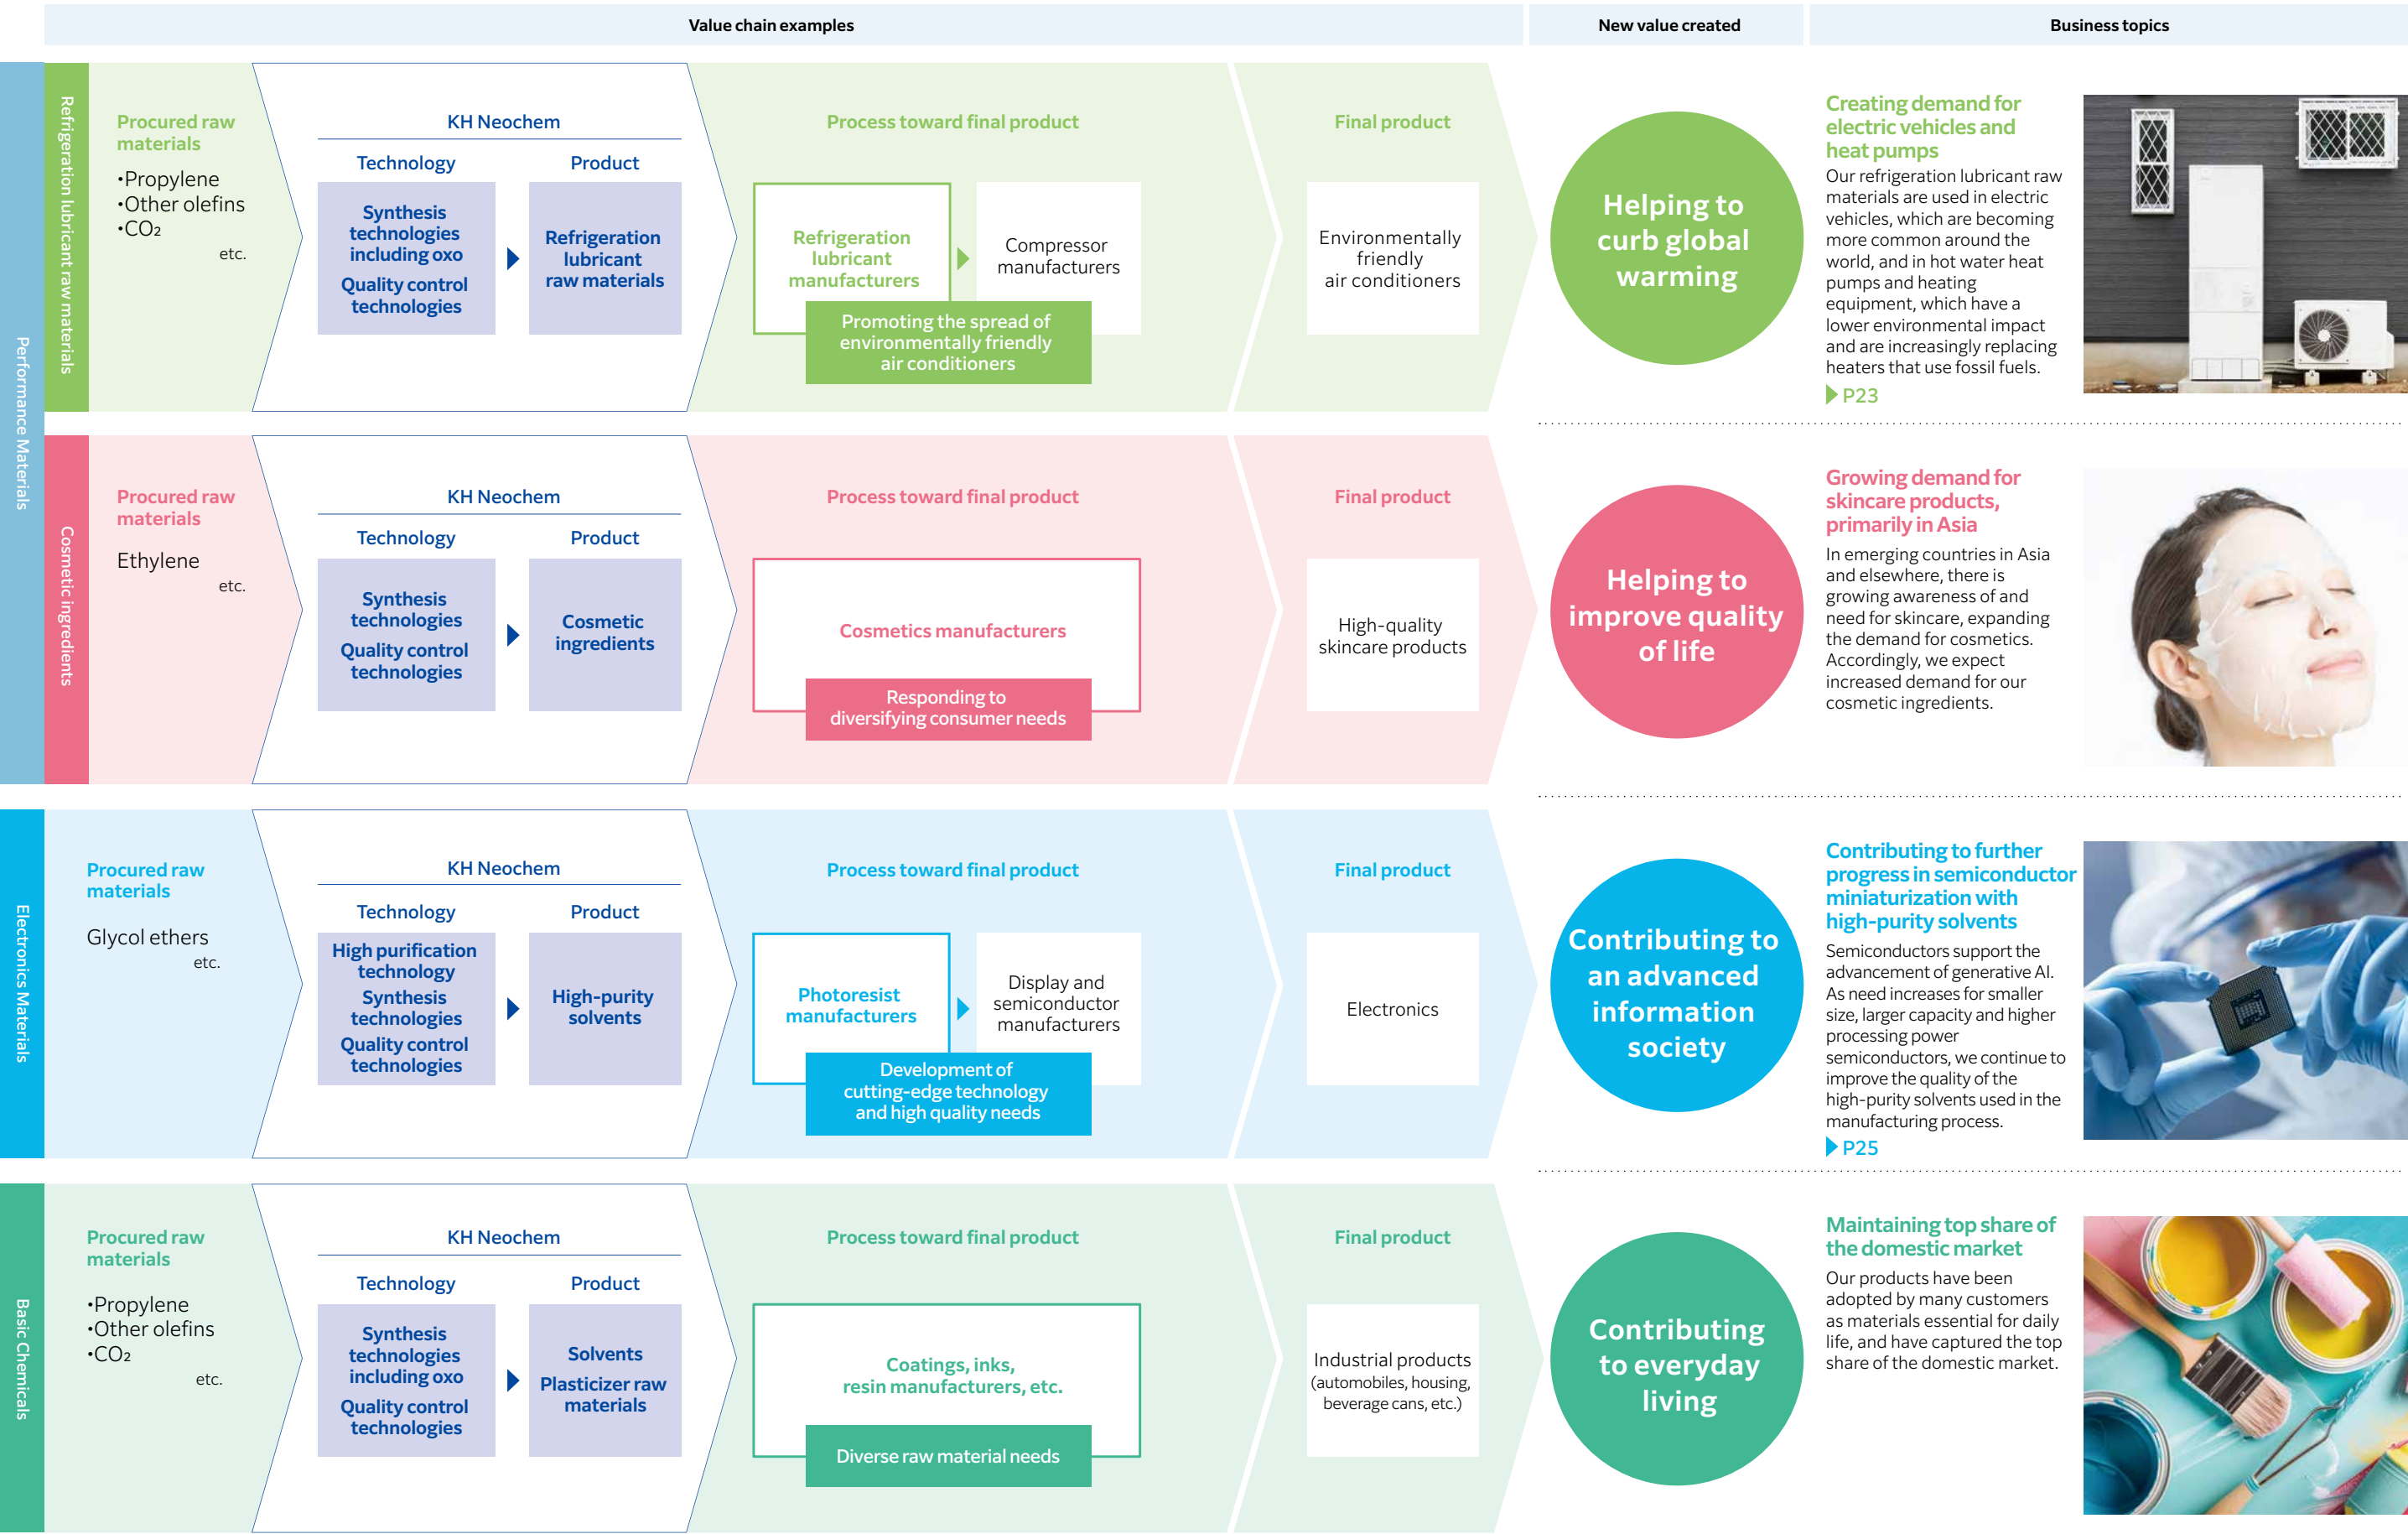 Value chain examples
New value created
Business topics
Performance Materials
Refrigeration lubricant raw materials
Procured raw
materials
•Propylene
•Other olefins
•CO₂
etc.
KH Neochem
Technology
Product
Synthesis
technologies
including oxo
Quality control
technologies
Refrigeration
lubricant
raw materials
Process toward final product
Refrigeration
lubricant
manufacturers
Compressor
manufacturers
Promoting the spread of
environmentally friendly
air conditioners
Final product
Environmentally
friendly
air conditioners
Helping to
curb global
warming
Creating demand for
electric vehicles and
heat pumps
Our refrigeration lubricant raw
materials are used in electric
vehicles, which are becoming
more common around the
world, and in hot water heat
pumps and heating
equipment, which have a
lower environmental impact
and are increasingly replacing
heaters that use fossil fuels.
P23
Cosmetic ingredients
Procured raw
materials
Ethylene
etc.
KH Neochem
Technology
Product
Synthesis
technologies
Quality control
technologies
Cosmetic
ingredients
Process toward final product
Cosmetics manufacturers
Responding to
diversifying consumer needs
Final product
High-quality
skincare products
Helping to
improve quality
of life
Growing demand for
skincare products,
primarily in Asia
In emerging countries in Asia
and elsewhere, there is
growing awareness of and
need for skincare, expanding
the demand for cosmetics.
Accordingly, we expect
increased demand for our
cosmetic ingredients.
Electronics Materials
Procured raw
materials
Glycol ethers
etc.
KH Neochem
Technology
Product
High purification
technology
Synthesis
technologies
Quality control
technologies
High-purity
solvents
Process toward final product
Photoresist
manufacturers
Display and
semiconductor
manufacturers
Development of
cutting-edge technology
and high quality needs
Final product
Electronics
Contributing to
an advanced
information
society
Contributing to further
progress in semiconductor
miniaturization with
high-purity solvents
Semiconductors support the
advancement of generative AI.
As need increases for smaller
size, larger capacity and higher
processing power
semiconductors, we continue to
improve the quality of the
high-purity solvents used in the
manufacturing process.
P25
Basic Chemicals
Procured raw
materials
•Propylene
•Other olefins
•CO₂
etc.
KH Neochem
Technology
Product
Synthesis
technologies
including oxo
Quality control
technologies
Solvents
Plasticizer raw
materials
Process toward final product
Coatings, inks,
resin manufacturers, etc.
Diverse raw material needs
Final product
Industrial products
(automobiles, housing,
beverage cans, etc.)
Contributing
to everyday
living
Maintaining top share of
the domestic market
Our products have been
adopted by many customers
as materials essential for daily
life, and have captured the top
share of the domestic market.